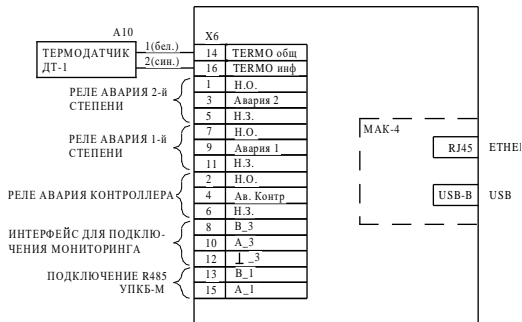 А10
ТЕРМОДАТЧИК
ДТ-1
1(бел.)
2(син.)
X6
14 TERMO общ
16 TERMO инф
РЕЛЕ АВАРИЯ 2-й
СТЕПЕНИ
1 Н.О.
3 Авария 2
5 Н.З.
РЕЛЕ АВАРИЯ 1-й
СТЕПЕНИ
7 Н.О.
9 Авария 1
11 Н.З.
РЕЛЕ АВАРИЯ КОНТРОЛЛЕРА
2 Н.О.
4 Ав. Контр
6 Н.З.
ИНТЕРФЕЙС ДЛЯ ПОДКЛЮ-
ЧЕНИЯ МОНИТОРИНГА
8 B_3
10 A_3
12 ⊥_3
ПОДКЛЮЧЕНИЕ R485
УПКБ-М
13 B_1
15 A_1
МАК-4
RJ45 ETHE
USB-B USB